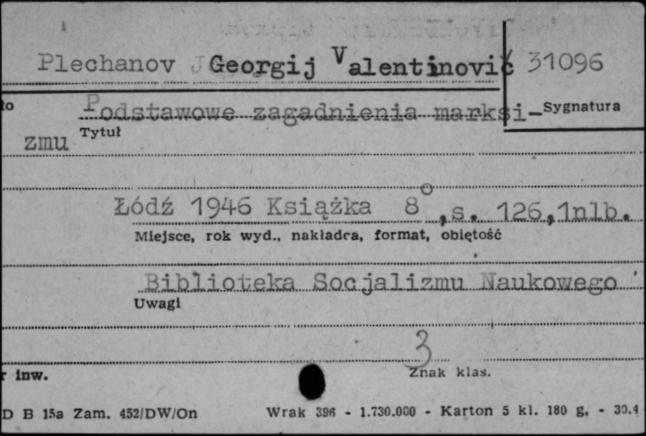 Plechanov Georgij Valentinović 31096
Podstawowe zagadnienia marksi- Sygnatura
zmu Tytuł
Łódź 1946 Książka 8°, s. 126, 1nlb.
Miejsce, rok wyd., nakładca, format, objętość
Biblioteka Socjalizmu Naukowego
Uwagi
3
r inw. Znak klas.
D B 15a Zam. 452/DW/On Wrak 396 - 1.730.000 - Karton 5 kl. 180 g. - 30.4